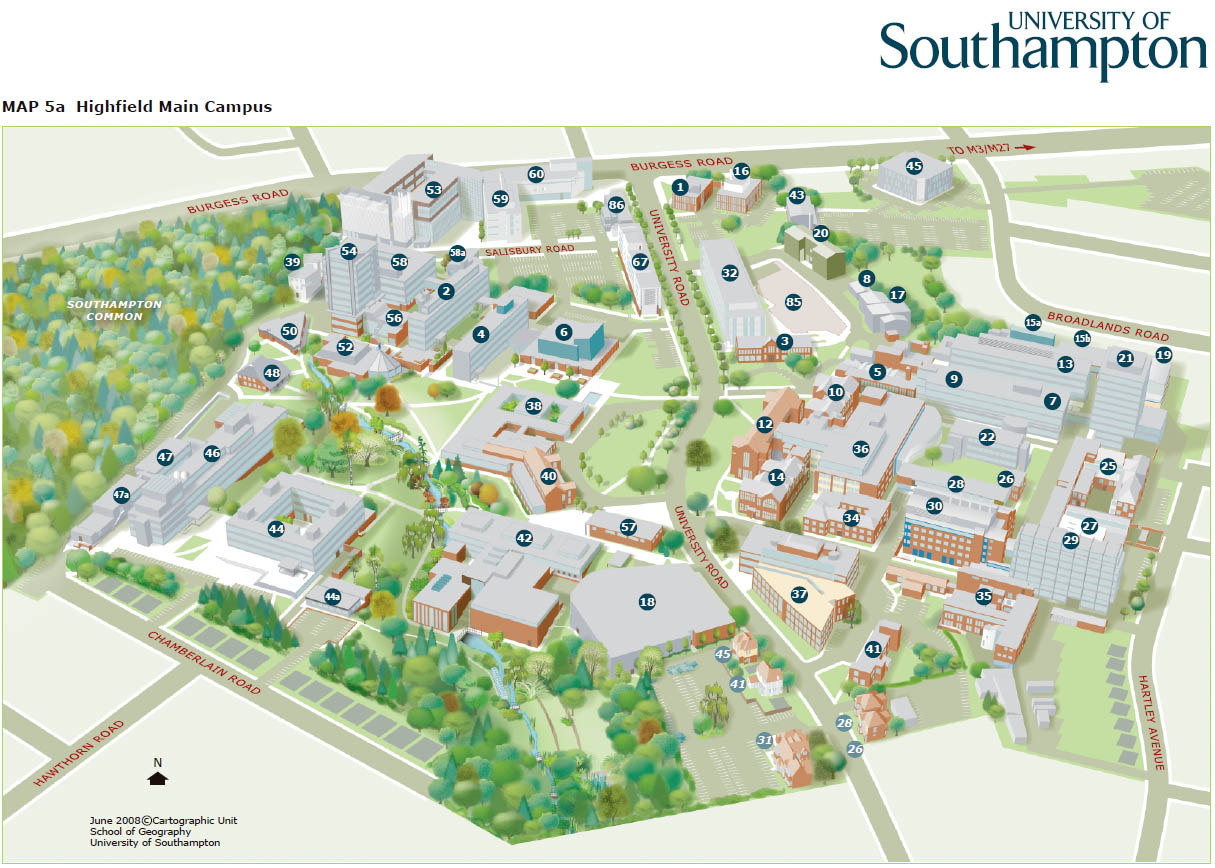 UNIVERSITY OF
Southampton
MAP 5a  Highfield Main Campus
TO M3/M27
BURGESS ROAD
45
60
16
1
53
43
59
BURGESS ROAD
86
UNIVERSITY ROAD
20
54
58a
SALISBURY ROAD
39
58
67
32
8
2
17
SOUTHAMPTON
COMMON
85
56
15a
BROADLANDS ROAD
50
4
6
15b
52
3
21
19
13
48
5
9
10
7
38
12
22
47
46
36
25
40
14
28
26
47a
30
34
27
44
57
UNIVERSITY ROAD
42
29
44a
18
37
35
CHAMBERLAIN ROAD
45
41
41
HARTLEY AVENUE
28
31
26
HAWTHORN ROAD
N
June 2008©Cartographic Unit
School of Geography
University of Southampton